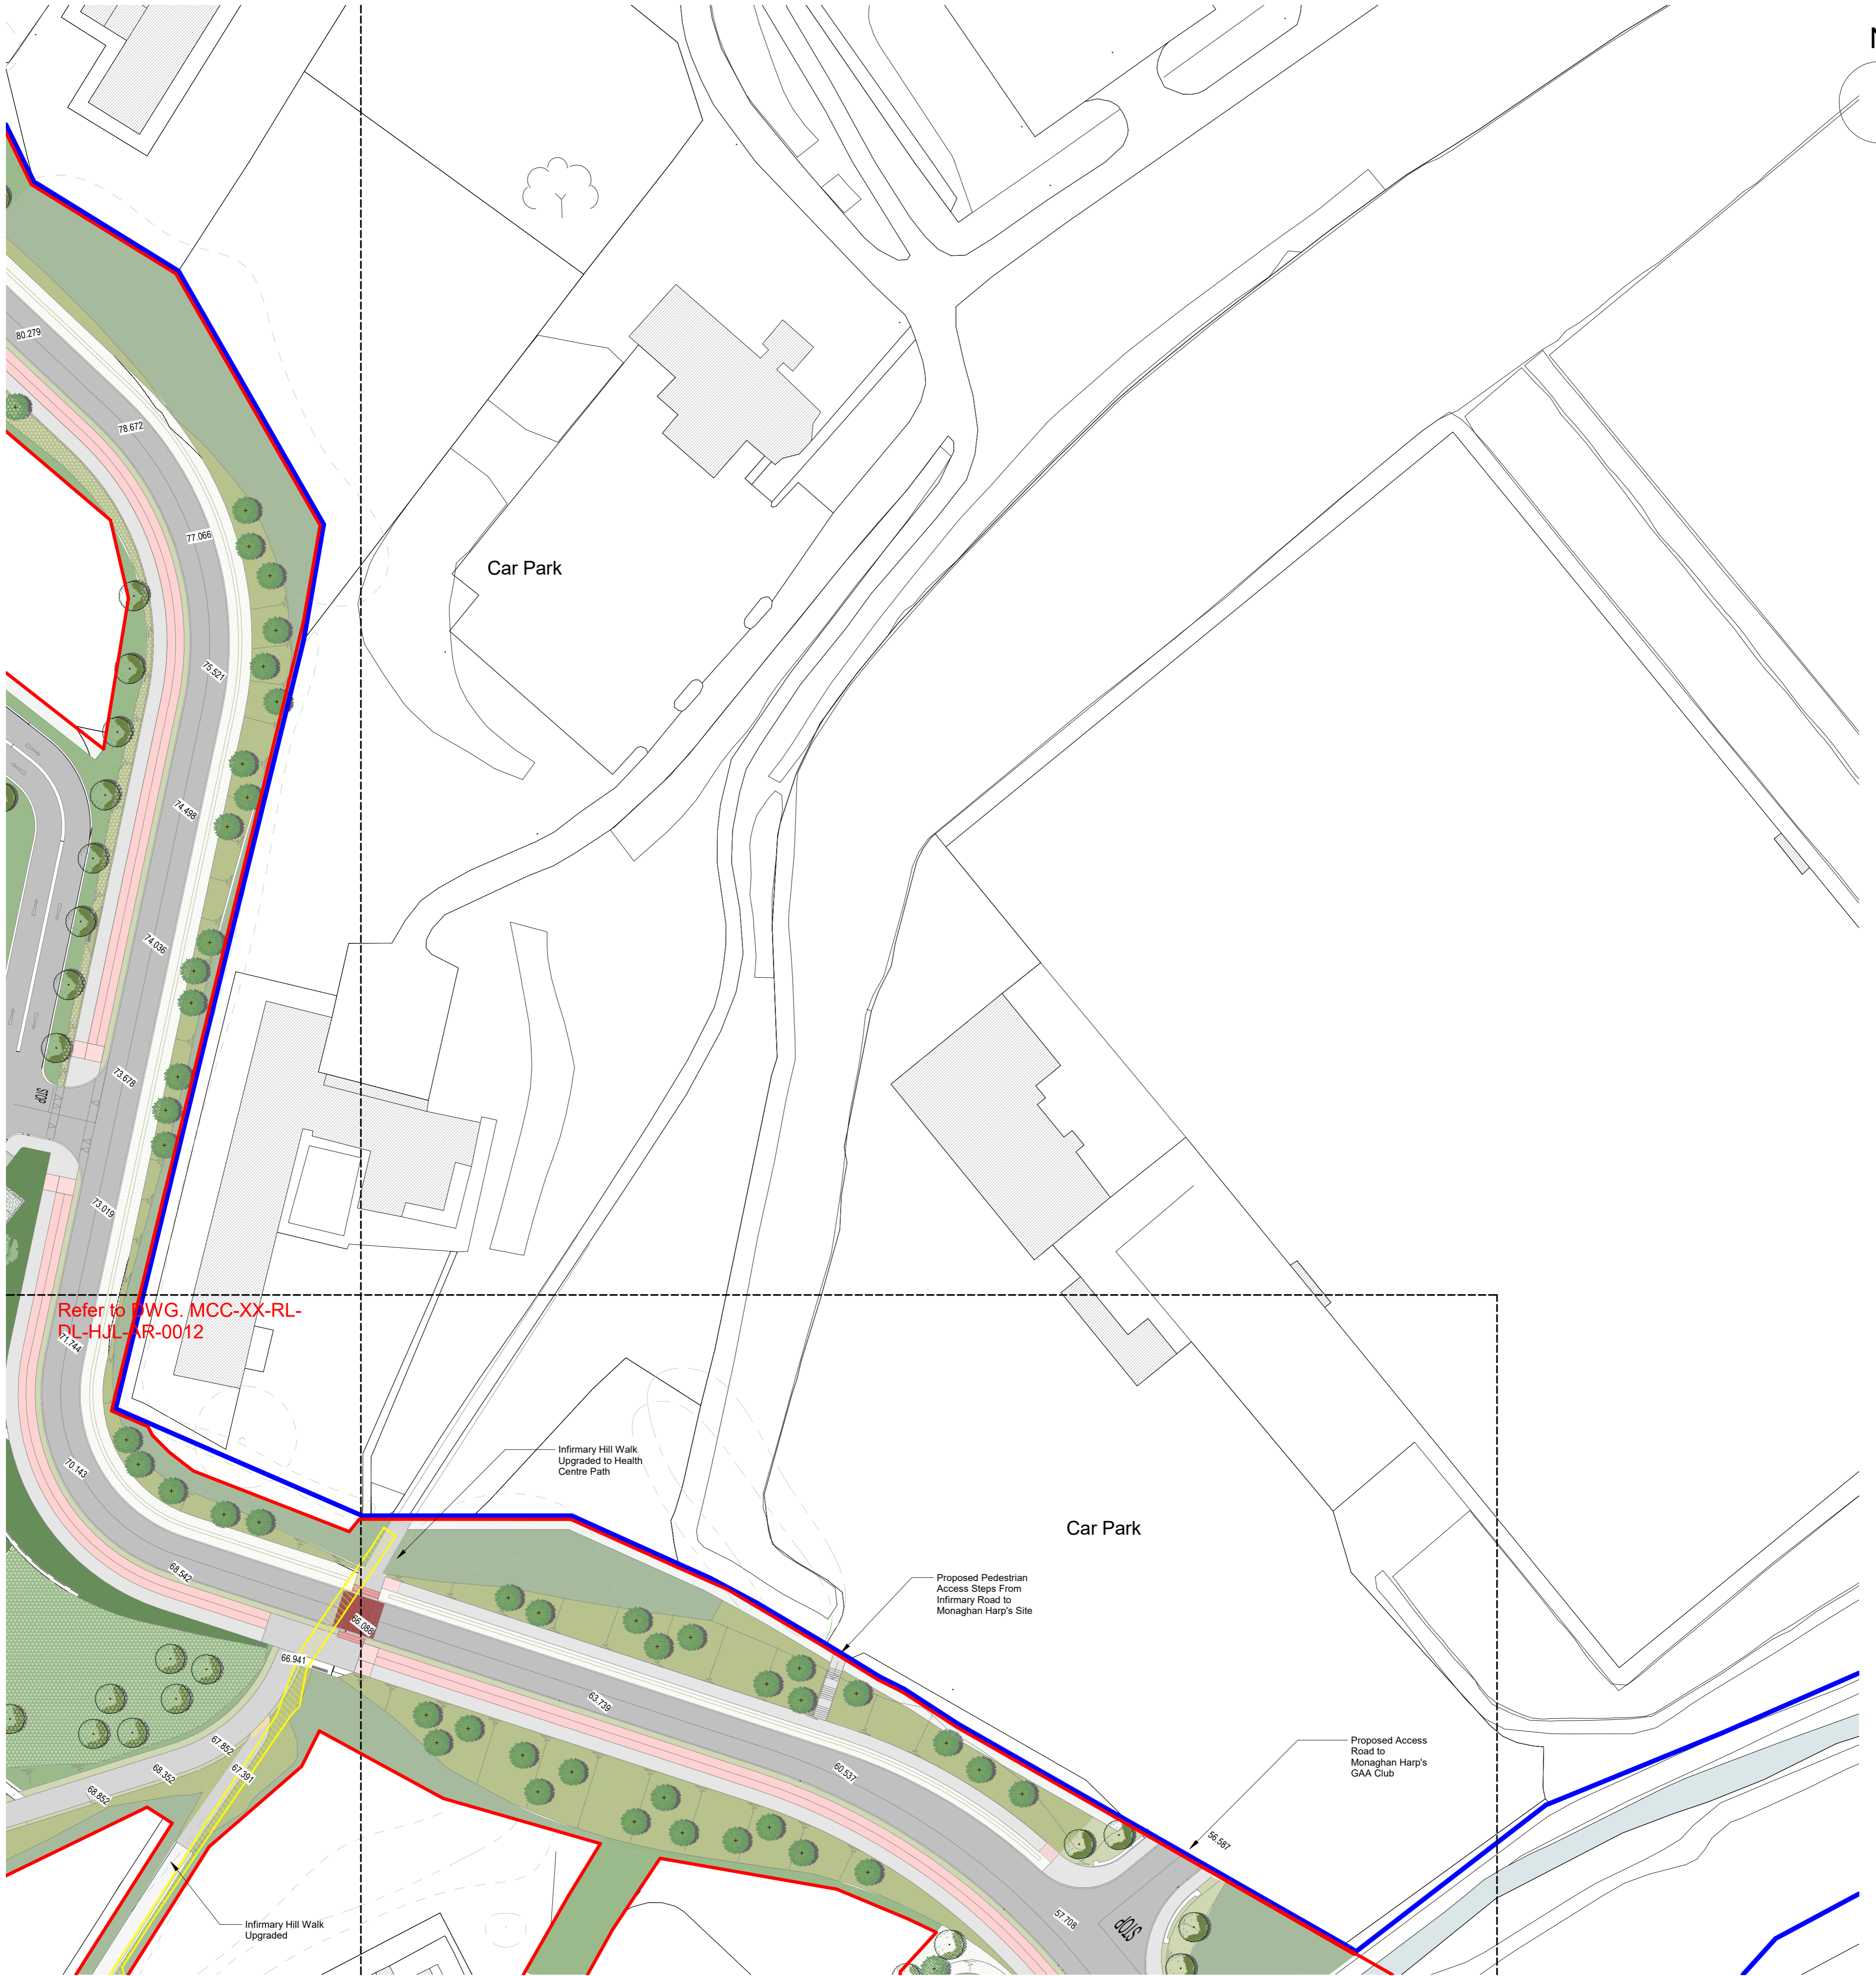 N
80.279
78.672
77.066
Car Park
75.521
74.498
74.036
73.678
STOP
73.019
Refer to DWG. MCC-XX-RL-
DL-HJL-AR-0012
71.744
70.143
Infirmary Hill Walk
Upgraded to Health
Centre Path
Car Park
68.542
Proposed Pedestrian
Access Steps From
Infirmary Road to
Monaghan Harp's Site
66.088
66.941
63.739
67.852
67.391
68.352
68.852
60.537
Proposed Access
Road to
Monaghan Harp's
GAA Club
56.587
57.708
STOP
Infirmary Hill Walk
Upgraded